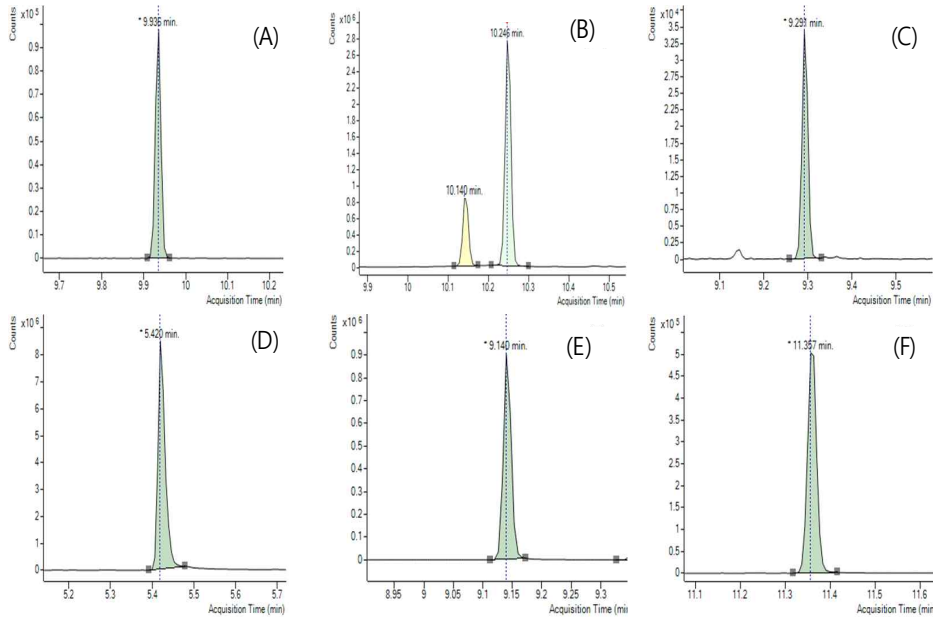 Counts
x10^5
* 9.936 min.
(A)
0.9
0.8
0.7
0.6
0.5
0.4
0.3
0.2
0.1
0
9.7 9.8 9.9 10 10.1 10.2
Acquisition Time (min)
Counts
x10^6
10.246 min.
10.140 min.
(B)
2.8
2.6
2.4
2.2
2
1.8
1.6
1.4
1.2
1
0.8
0.6
0.4
0.2
0
9.9 10 10.1 10.2 10.3 10.4 10.5
Acquisition Time (min)
Counts
x10^4
(C)
3.5
3.25
3
2.75
2.5
2.25
2
1.75
1.5
1.25
1
0.75
0.5
0.25
0
9.1 9.2 9.3 9.4 9.5
Acquisition Time (min)
Counts
x10^6
* 5.420 min.
(D)
8
7
6
5
4
3
2
1
0
5.2 5.3 5.4 5.5 5.6 5.7
Acquisition Time (min)
Counts
x10^6
* 9.140 min.
(E)
0.9
0.8
0.7
0.6
0.5
0.4
0.3
0.2
0.1
0
8.95 9 9.05 9.1 9.15 9.2 9.25 9.3
Acquisition Time (min)
Counts
x10^5
(F)
5
4.5
4
3.5
3
2.5
2
1.5
1
0.5
0
11.1 11.2 11.3 11.4 11.5 11.6
Acquisition Time (min)